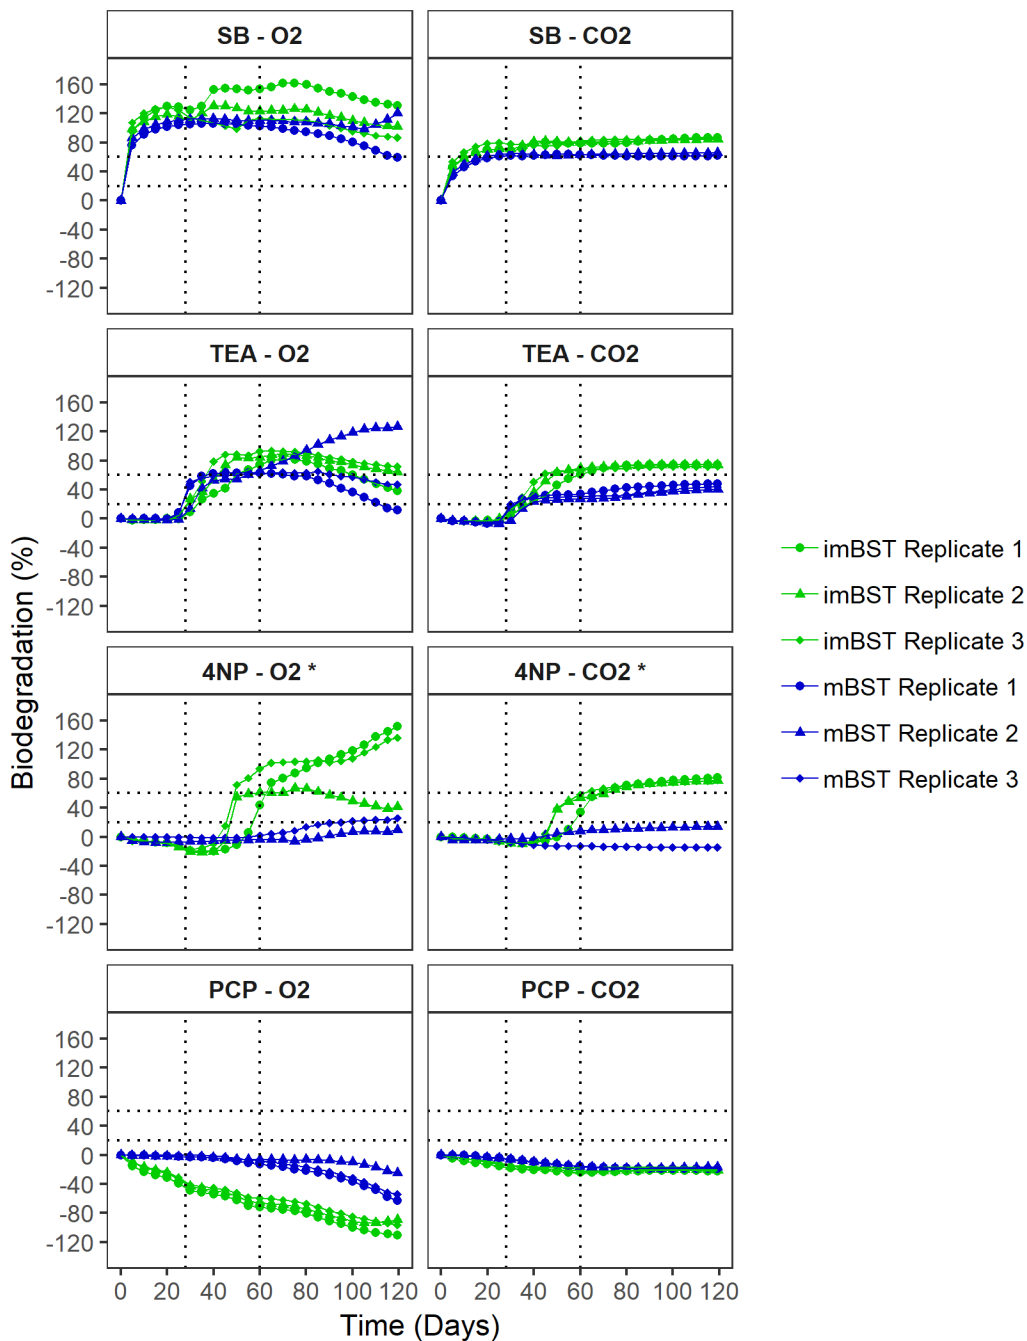 SB - O2
SB - CO2
160
120
80
40
0
-40
-80
-120
TEA - O2
TEA - CO2
160
120
80
40
0
-40
-80
-120
4NP - O2 *
4NP - CO2 *
160
120
80
40
0
-40
-80
-120
PCP - O2
PCP - CO2
160
120
80
40
0
-40
-80
-120
0 20 40 60 80 100 120
0 20 40 60 80 100 120
Time (Days)
Biodegradation (%)
imBST Replicate 1
imBST Replicate 2
imBST Replicate 3
mBST Replicate 1
mBST Replicate 2
mBST Replicate 3